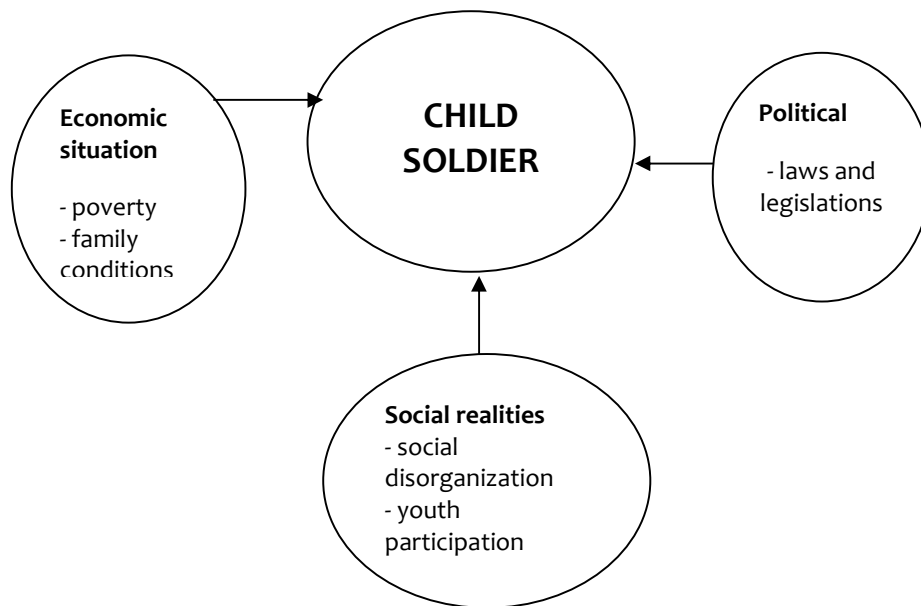 CHILD
SOLDIER
Economic
situation
- poverty
- family
conditions
Political
- laws and
legislations
Social realities
- social
disorganization
- youth
participation